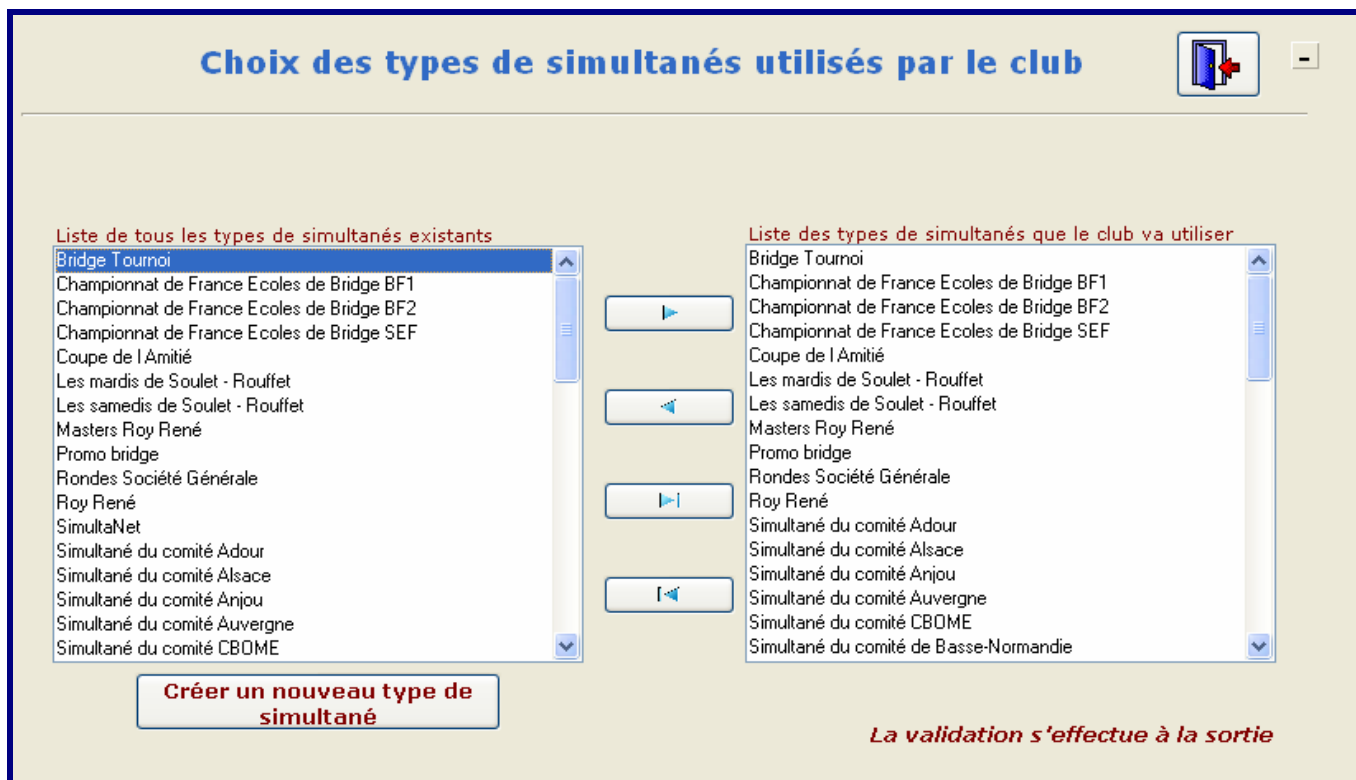 Choix des types de simultanés utilisés par le club
Liste de tous les types de simultanés existants
Bridge Tournoi
Championnat de France Ecoles de Bridge BF1
Championnat de France Ecoles de Bridge BF2
Championnat de France Ecoles de Bridge SEF
Coupe de l Amitié
Les mardis de Soulet - Rouffet
Les samedis de Soulet - Rouffet
Masters Roy René
Promo bridge
Rondes Société Générale
Roy René
SimultaNet
Simultané du comité Adour
Simultané du comité Alsace
Simultané du comité Anjou
Simultané du comité Auvergne
Simultané du comité CBOME
Créer un nouveau type de
simultané
Liste des types de simultanés que le club va utiliser
Bridge Tournoi
Championnat de France Ecoles de Bridge BF1
Championnat de France Ecoles de Bridge BF2
Championnat de France Ecoles de Bridge SEF
Coupe de l Amitié
Les mardis de Soulet - Rouffet
Les samedis de Soulet - Rouffet
Masters Roy René
Promo bridge
Rondes Société Générale
Roy René
Simultané du comité Adour
Simultané du comité Alsace
Simultané du comité Anjou
Simultané du comité Auvergne
Simultané du comité CBOME
Simultané du comité de Basse-Normandie
La validation s'effectue à la sortie